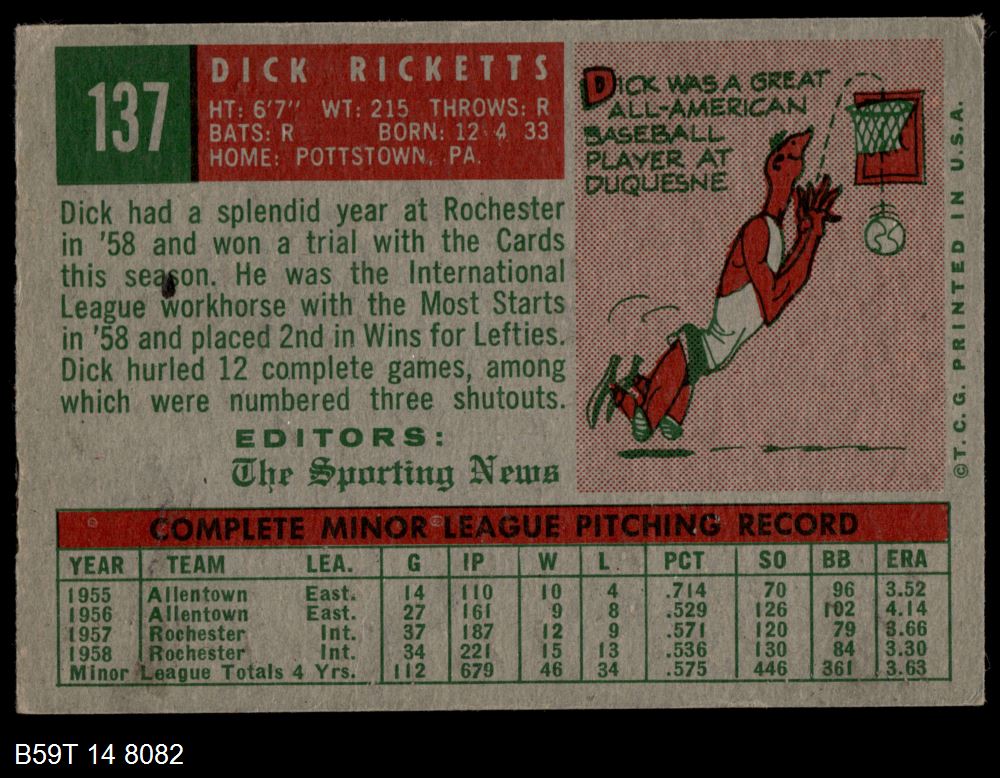 137
DICK RICKETTS
HT: 6'7" WT: 215 THROWS: R
BATS: R BORN: 12 4 33
HOME: POTTSTOWN, PA.
Dick had a splendid year at Rochester
in '58 and won a trial with the Cards
this season. He was the International
League workhorse with the Most Starts
in '58 and placed 2nd in Wins for Lefties.
Dick hurled 12 complete games, among
which were numbered three shutouts.
EDITORS:
The Sporting News
DICK WAS A GREAT
ALL-AMERICAN
BASEBALL
PLAYER AT
DUQUESNE
©T. C. G. PRINTED IN U.S.A.
COMPLETE MINOR LEAGUE PITCHING RECORD
YEAR TEAM LEA. G IP W L PCT SO BB ERA
1955 Allentown East. 14 110 10 4 .714 70 96 3.52
1956 Allentown East. 27 161 9 8 .529 126 102 4.14
1957 Rochester Int. 37 187 12 9 .571 120 79 3.66
1958 Rochester Int. 34 221 15 13 .536 130 84 3.30
Minor League Totals 4 Yrs. 112 679 46 34 .575 446 361 3.63
B59T 14 8082